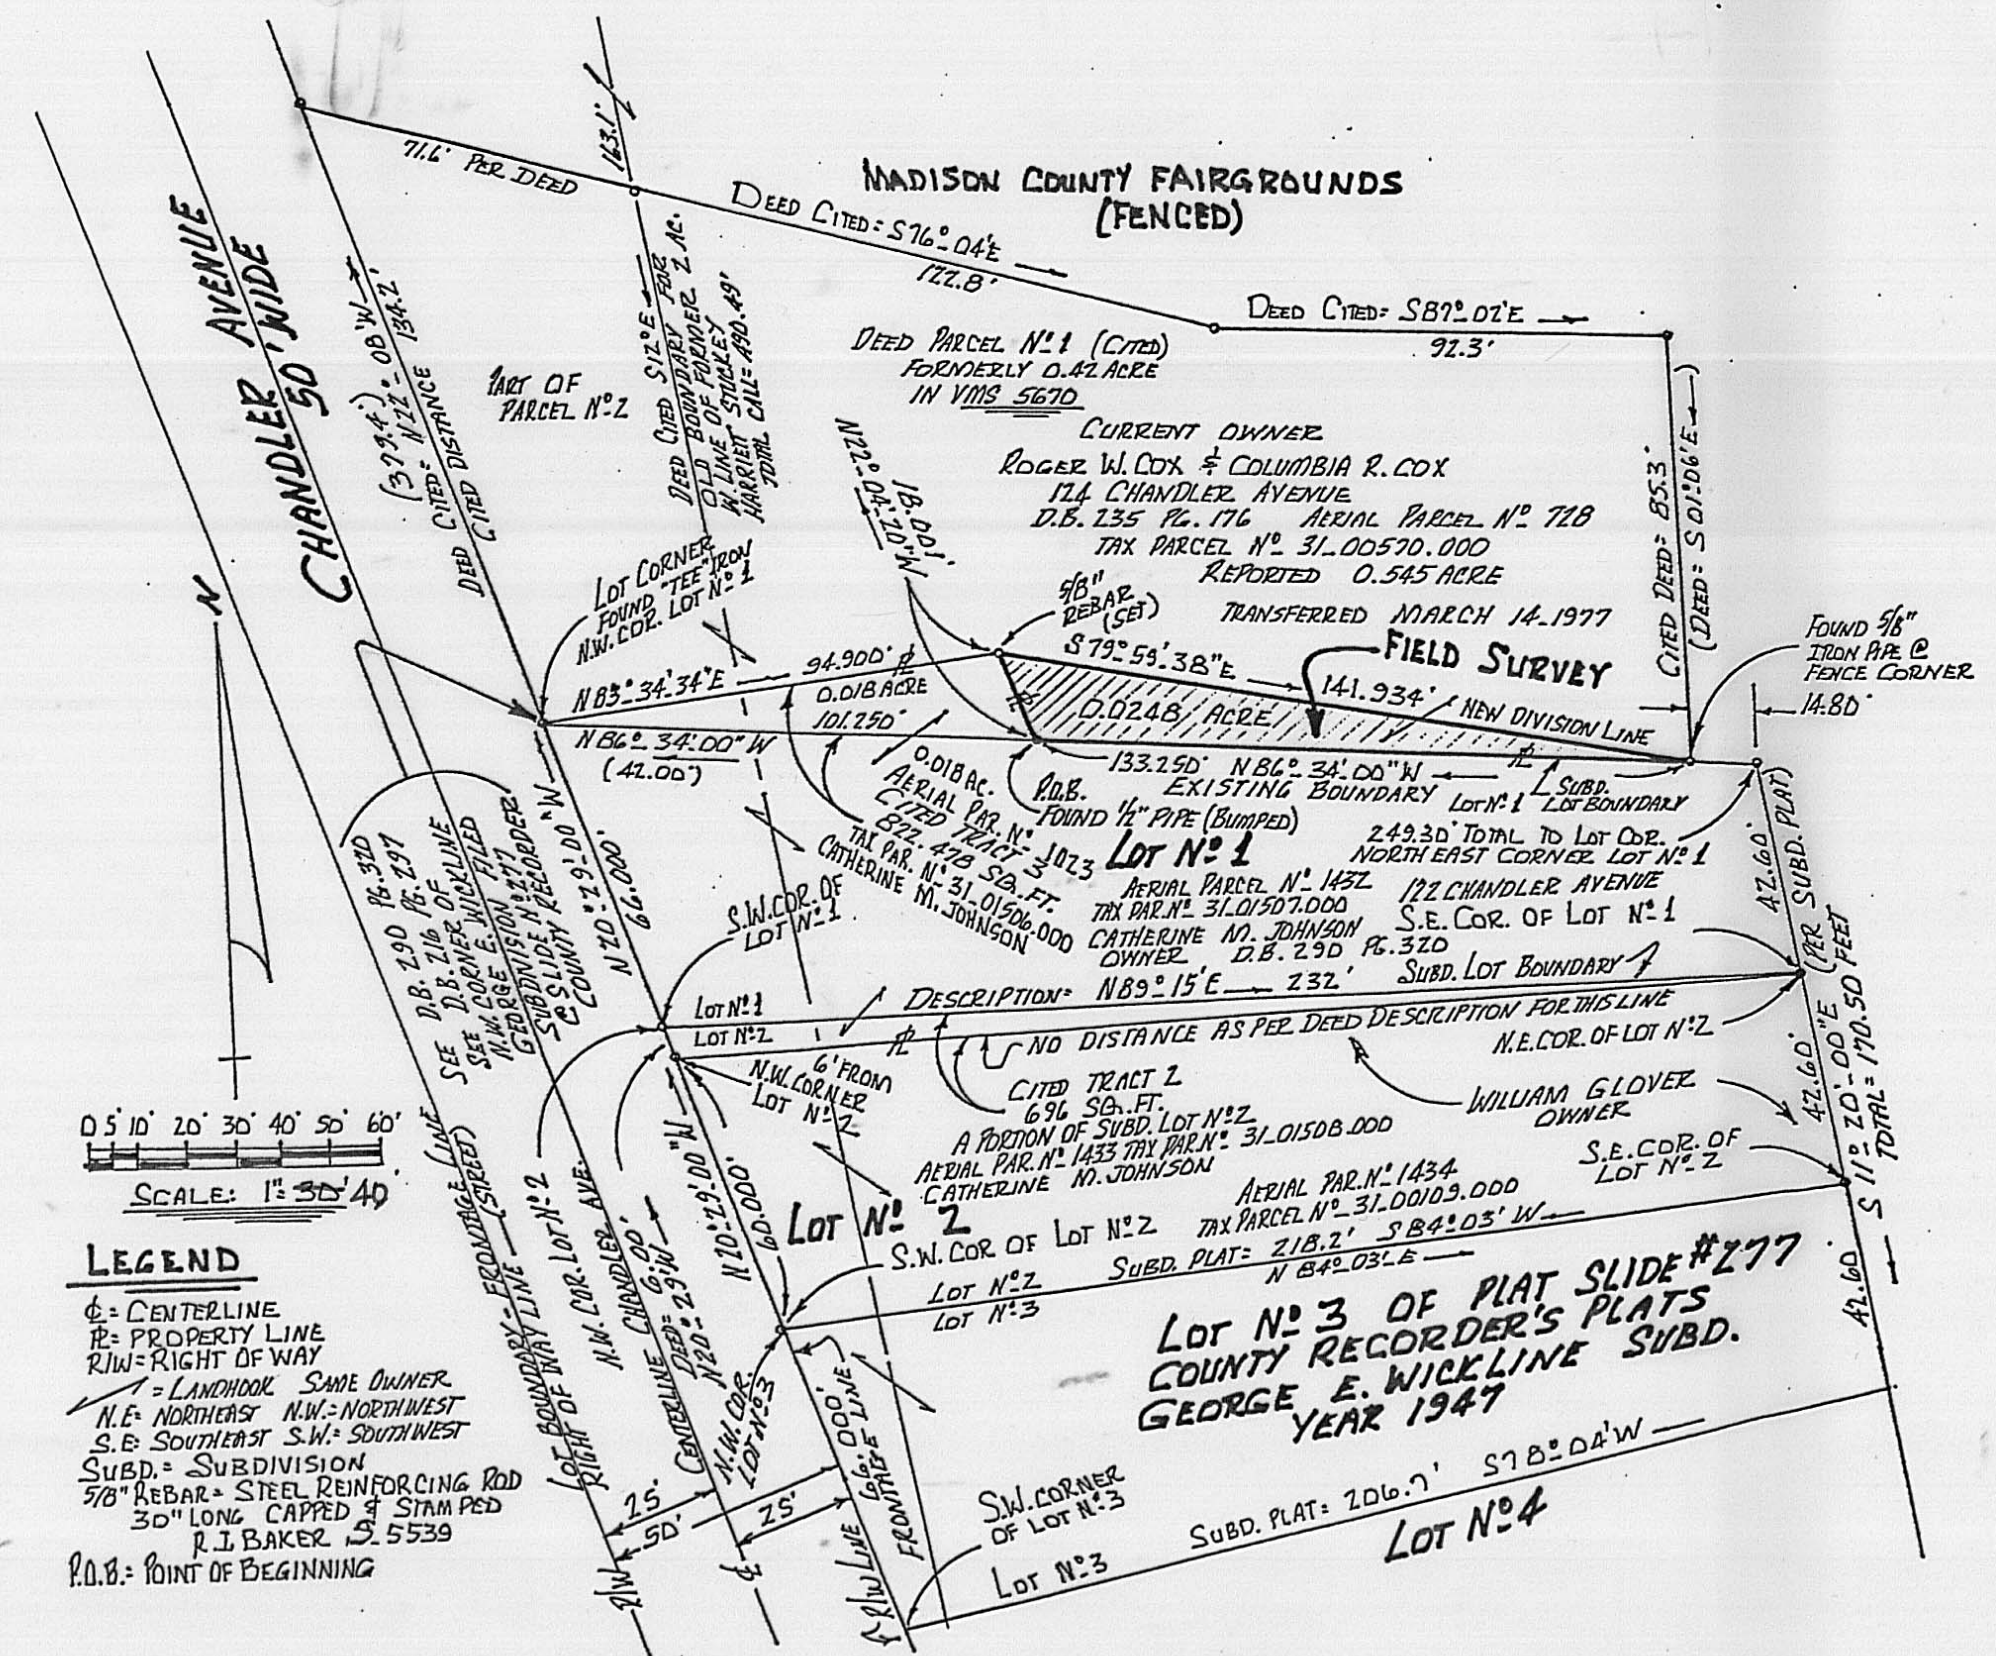 MADISON COUNTY FAIRGROUNDS
(FENCED)
71.6' PER DEED
163.1'
DEED CITED = S76°-04'E
122.8'
DEED CITED = S87°-02'E
92.3'
CHANDLER AVENUE
50' WIDE
(379.4')
CITED = N22°-08'W
DEED CITED DISTANCE 134.2'
PART OF
PARCEL Nº-2
DEED CITED S12°E
OLD BOUNDARY FOR
W. LINE OF FORMER 2 AC.
HARRIETT STUCKEY
TOTAL CALL = 490.49'
DEED PARCEL Nº 1 (CITED)
FORMERLY 0.42 ACRE
IN VMS 5670
CURRENT OWNER
ROGER W. COX & COLUMBIA R. COX
124 CHANDLER AVENUE
D.B. 235 PG. 176 AERIAL PARCEL Nº 728
TAX PARCEL Nº 31-00570.000
REPORTED 0.545 ACRE
TRANSFERRED MARCH 14-1977
CITED DEED = 85.3'
(DEED = S01°-06'E)
N22°-04'-20"W
18.001'
LOT CORNER
FOUND "TEE" IRON
N.W. COR. LOT Nº 1
5/8"
REBAR
(SET)
FIELD SURVEY
FOUND 5/8"
IRON PIPE @
FENCE CORNER
14.80'
N
N83°-34'-34"E 94.900' PL
0.018 ACRE
101.250'
N86°-34'-00"W
(42.00')
S79°-59'-38"E 141.934' NEW DIVISION LINE
0.0248 ACRE
133.250' N86°-34'-00"W
EXISTING BOUNDARY
PL
LOT Nº 1 SUBD.
LOT BOUNDARY
P.O.B.
FOUND 1/2" PIPE (BUMPED)
249.30' TOTAL TO LOT COR.
NORTHEAST CORNER LOT Nº 1
0.018 AC.
AERIAL PAR. Nº 1023
CITED TRACT 3
822.478 SQ. FT.
TAX PAR. Nº 31-01506.000
CATHERINE M. JOHNSON
LOT Nº 1
AERIAL PARCEL Nº 1432 122 CHANDLER AVENUE
TAX PAR. Nº 31-01507.000
CATHERINE M. JOHNSON
OWNER D.B. 290 PG. 320
S.E. COR. OF LOT Nº 1
42.60'
(PER SUBD. PLAT)
SEE D.B. 290 PG. 320
SEE D.B. 216 PG. 297
N.W. CORNER OF
GEORGE E. WICKLINE
SUBDIVISION FILED
@ SLIDE Nº 277
COUNTY RECORDER
N20°-29'-00"W
66.000'
S.W. COR. OF
LOT Nº 1
LOT Nº 1
LOT Nº 2
DESCRIPTION = N89°-15'E 232'
SUBD. LOT BOUNDARY
PL
NO DISTANCE AS PER DEED DESCRIPTION FOR THIS LINE
N.E. COR. OF LOT Nº 2
6' FROM
N.W. CORNER
LOT Nº 2
CITED TRACT 2
696 SQ. FT.
A PORTION OF SUBD. LOT Nº 2
AERIAL PAR. Nº 1433 TAX PAR. Nº 31-01508.000
CATHERINE M. JOHNSON
WILLIAM GLOVER
OWNER
42.60'
S 11°-20'-00"E
TOTAL = 170.50 FEET
S.E. COR. OF
LOT Nº 2
0 5' 10' 20' 30' 40' 50' 60'
SCALE: 1"= 30' 40'
LOT Nº 2
AERIAL PAR. Nº 1434
TAX PARCEL Nº 31-00109.000
S.W. COR OF LOT Nº 2
SUBD. PLAT = 218.2' S84°-03'W
N 84°-03'-E
LOT Nº 2
LOT Nº 3
N20°-29'-00"W
60.000'
N.W. COR. LOT Nº 2
N.W. COR. CHANDLER AVE.
6.00'
CENTERLINE CHANDLER
DEED = 29'W
N20°-29'-00"W
N.W. COR.
LOT Nº 3
LOT BOUNDARY - FRONTAGE LINE
RIGHT OF WAY LINE (STREET)
LOT Nº 3 OF PLAT SLIDE #277
COUNTY RECORDER'S PLATS
GEORGE E. WICKLINE SUBD.
YEAR 1947
42.60
LEGEND
CL = CENTERLINE
PL = PROPERTY LINE
R/W = RIGHT OF WAY
= LANDHOOK SAME OWNER
N.E = NORTHEAST N.W. = NORTHWEST
S.E = SOUTHEAST S.W. = SOUTHWEST
SUBD. = SUBDIVISION
5/8" REBAR = STEEL REINFORCING ROD
30" LONG CAPPED & STAMPED
R.I. BAKER S-5539
P.O.B. = POINT OF BEGINNING
25'
50'
25'
R/W
CL
CENTERLINE
R/W LINE
66.000'
FRONTAGE LINE
S.W. CORNER
OF LOT Nº 3
SUBD. PLAT = 206.7' S78°-04'W
LOT Nº 3
LOT Nº 4